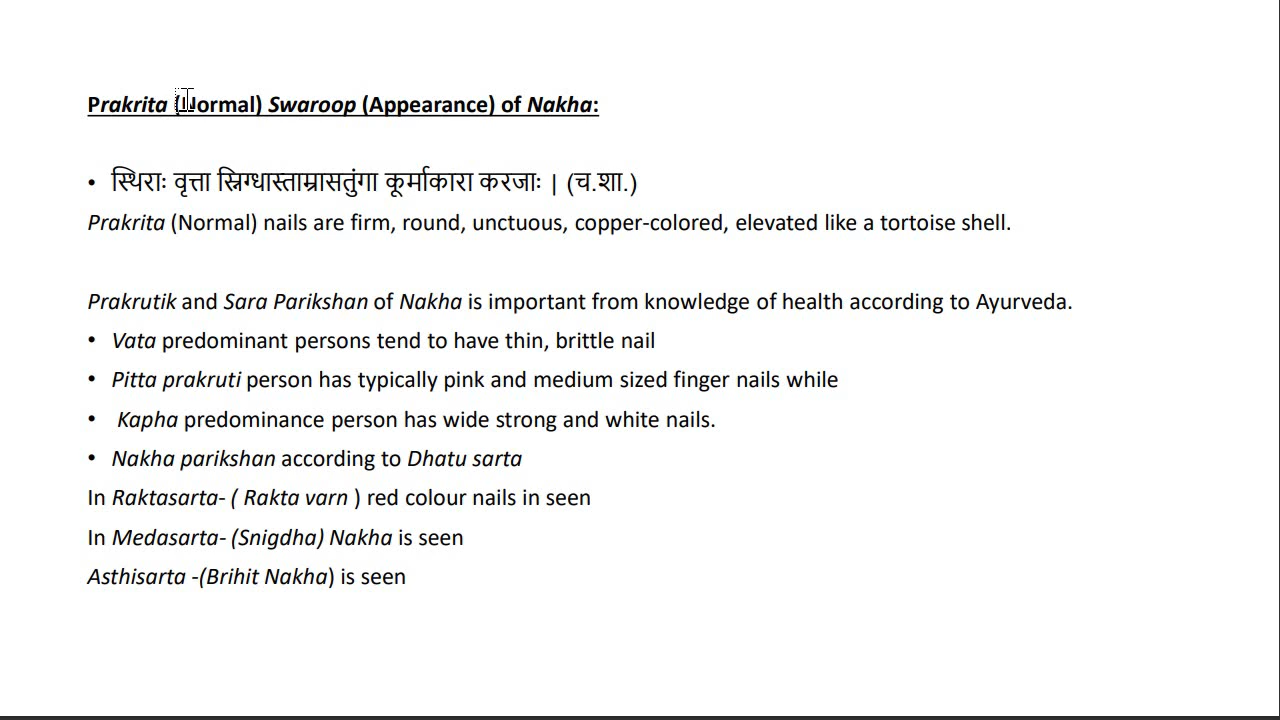 Prakrita (Normal) Swaroop (Appearance) of Nakha:
• स्थिराः वृत्ता स्निग्धास्ताम्रासतुंगा कूर्माकारा करजाः | (च.शा.)
Prakrita (Normal) nails are firm, round, unctuous, copper-colored, elevated like a tortoise shell.
Prakrutik and Sara Parikshan of Nakha is important from knowledge of health according to Ayurveda.
• Vata predominant persons tend to have thin, brittle nail
• Pitta prakruti person has typically pink and medium sized finger nails while
• Kapha predominance person has wide strong and white nails.
• Nakha parikshan according to Dhatu sarta
In Raktasarta- ( Rakta varn ) red colour nails in seen
In Medasarta- (Snigdha) Nakha is seen
Asthisarta -(Brihit Nakha) is seen